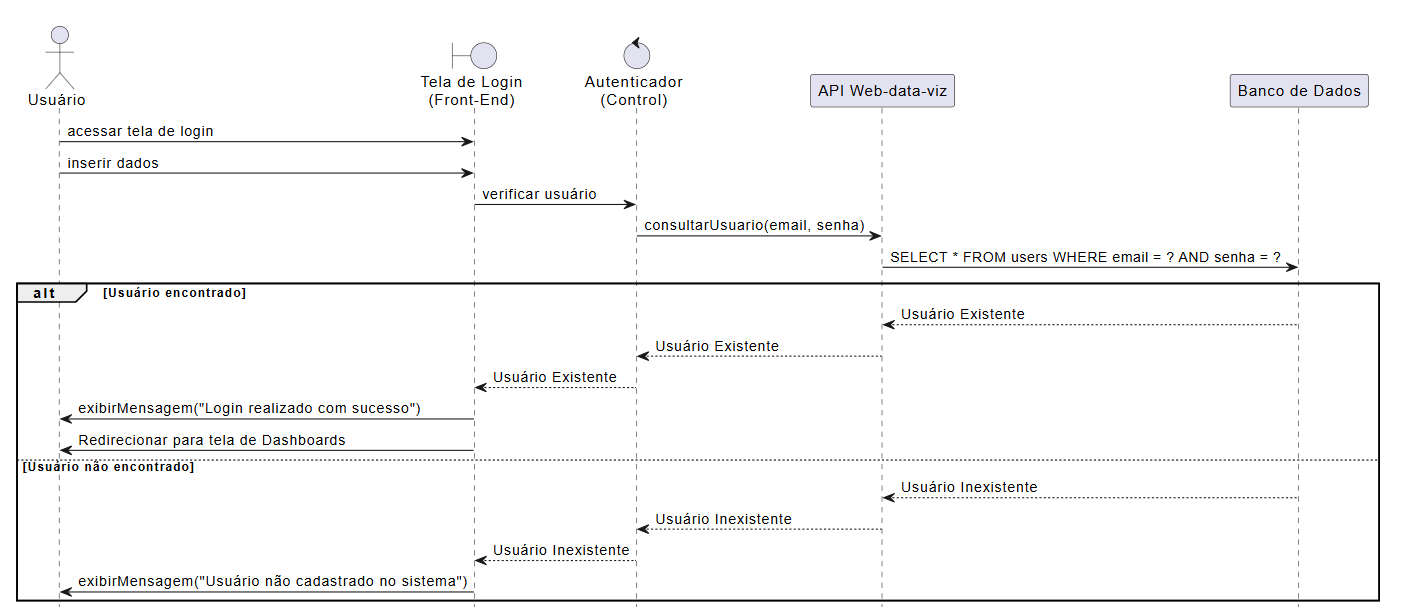 Usuário
Tela de Login
(Front-End)
Autenticador
(Control)
API Web-data-viz
Banco de Dados
acessar tela de login
inserir dados
verificar usuário
consultarUsuario(email, senha)
SELECT * FROM users WHERE email = ? AND senha = ?
alt [Usuário encontrado]
Usuário Existente
Usuário Existente
Usuário Existente
exibirMensagem("Login realizado com sucesso")
Redirecionar para tela de Dashboards
[Usuário não encontrado]
Usuário Inexistente
Usuário Inexistente
Usuário Inexistente
exibirMensagem("Usuário não cadastrado no sistema")